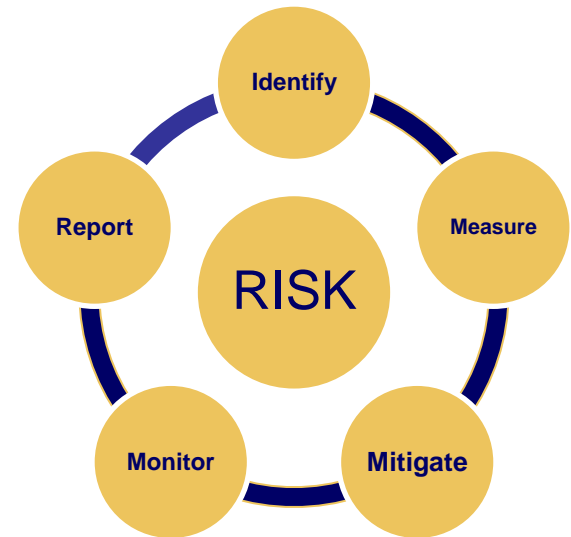 Identify
Measure
Mitigate
Monitor
Report
RISK